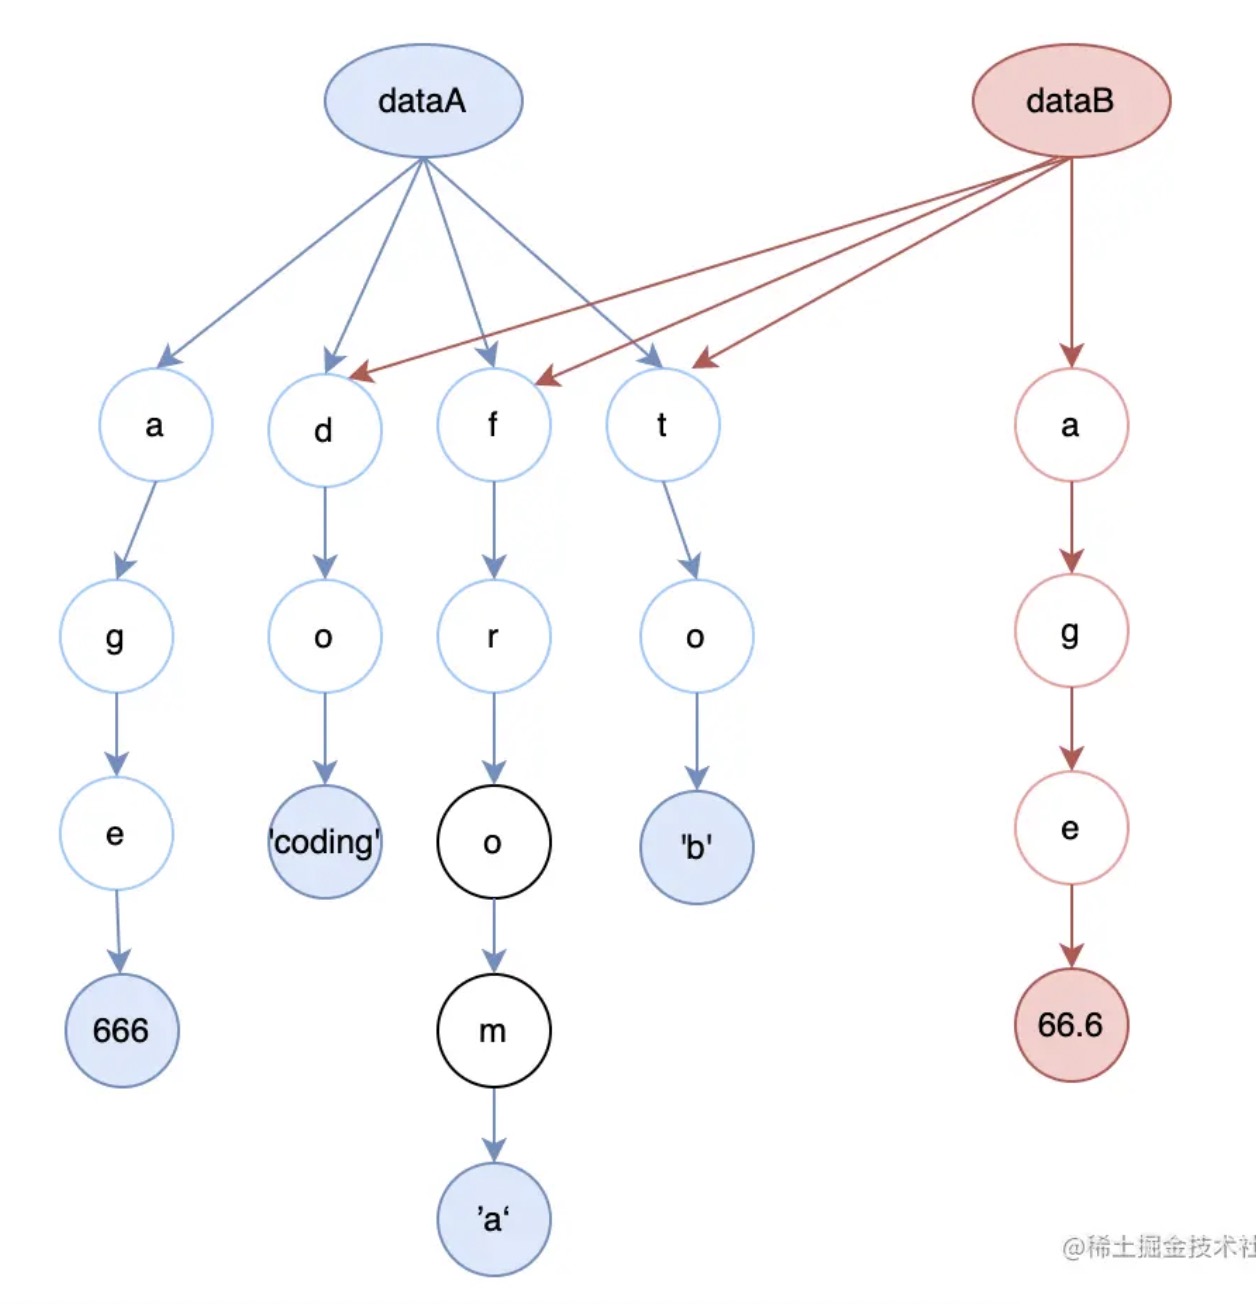 dataA
dataB
a
d
f
t
a
g
o
r
o
g
e
'coding'
o
'b'
e
666
m
66.6
’a‘
@稀土掘金技术社